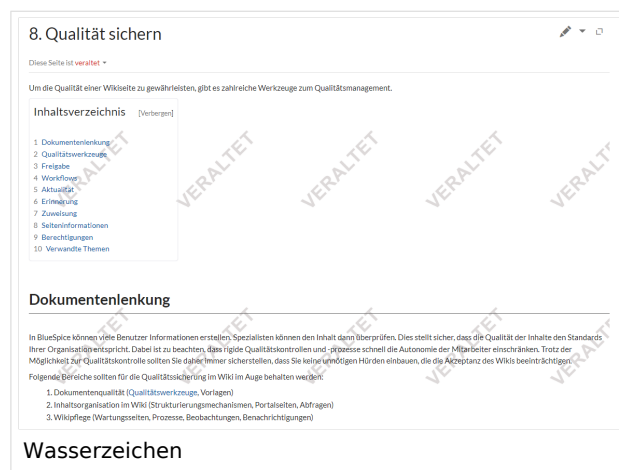 8. Qualität sichern
Diese Seite ist veraltet
Um die Qualität einer Wikiseite zu gewährleisten, gibt es zahlreiche Werkzeuge zum Qualitätsmanagement.
Inhaltsverzeichnis [Verbergen]
1 Dokumentenlenkung
2 Qualitätswerkzeuge
3 Freigabe
4 Workflows
5 Aktualität
6 Erinnerung
7 Zuweisung
8 Seiteninformationen
9 Berechtigungen
10 Verwandte Themen
VERALTET VERALTET VERALTET VERALTET VERALTET
Dokumentenlenkung
In BlueSpice können viele Benutzer Informationen erstellen. Spezialisten können den Inhalt dann überprüfen. Dies stellt sicher, dass die Qualität der Inhalte den Standards
Ihrer Organisation entspricht. Dabei ist zu beachten, dass rigide Qualitätskontrollen und -prozesse schnell die Autonomie der Mitarbeiter einschränken. Trotz der
Möglichkeit zur Qualitätskontrolle sollten Sie daher immer sicherstellen, dass Sie keine unnötigen Hürden einbauen, die die Akzeptanz des Wikis beeinträchtigen.
Folgende Bereiche sollten für die Qualitätssicherung im Wiki im Auge behalten werden:
1. Dokumentenqualität (Qualitätswerkzeuge, Vorlagen)
2. Inhaltsorganisation im Wiki (Strukturierungsmechanismen, Portalseiten, Abfragen)
3. Wikipflege (Wartungsseiten, Prozesse, Beobachtungen, Benachrichtigungen)
VERALTET VERALTET VERALTET VERALTET VERALTET
Wasserzeichen